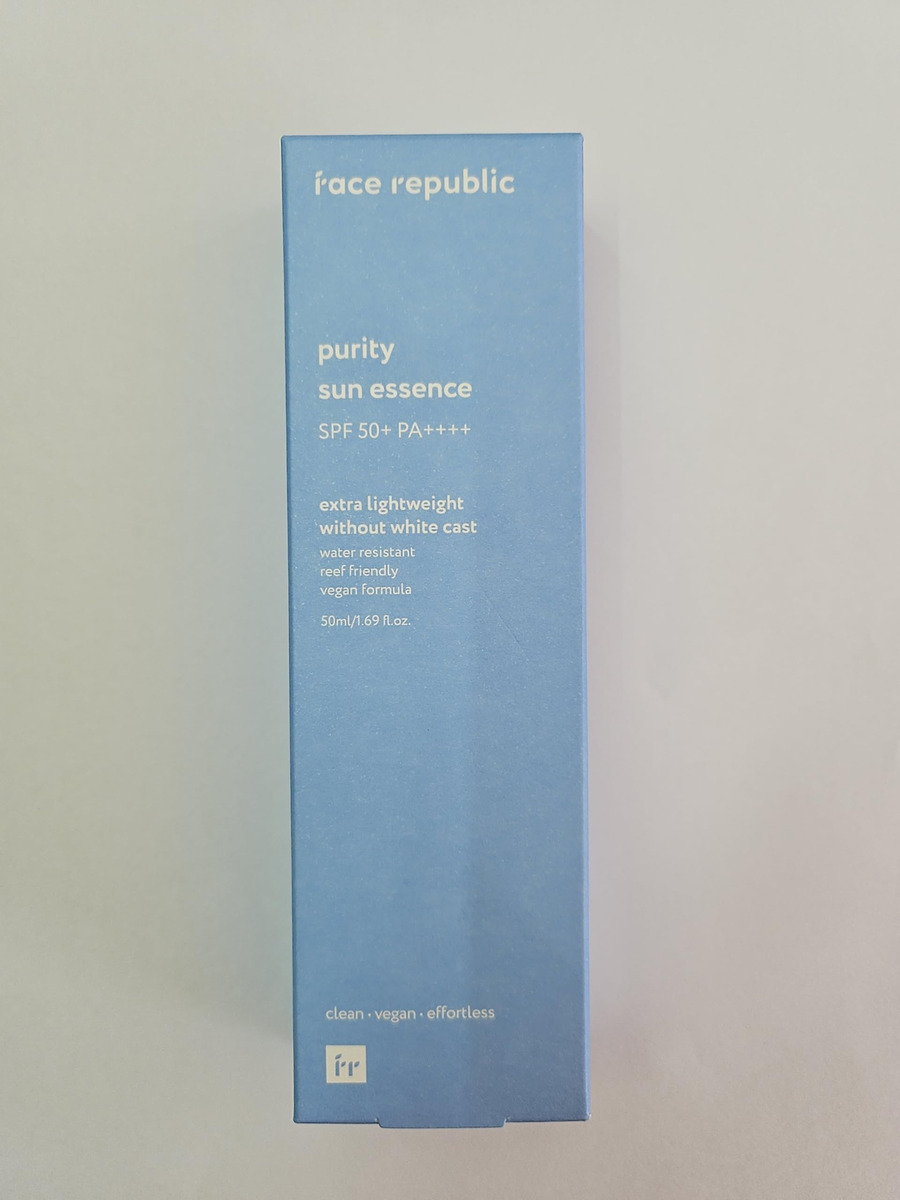 face republic
purity
sun essence
SPF 50+ PA++++
extra lightweight
without white cast
water resistant
reef friendly
vegan formula
50ml/1.69 fl.oz.
clean · vegan · effortless
fr